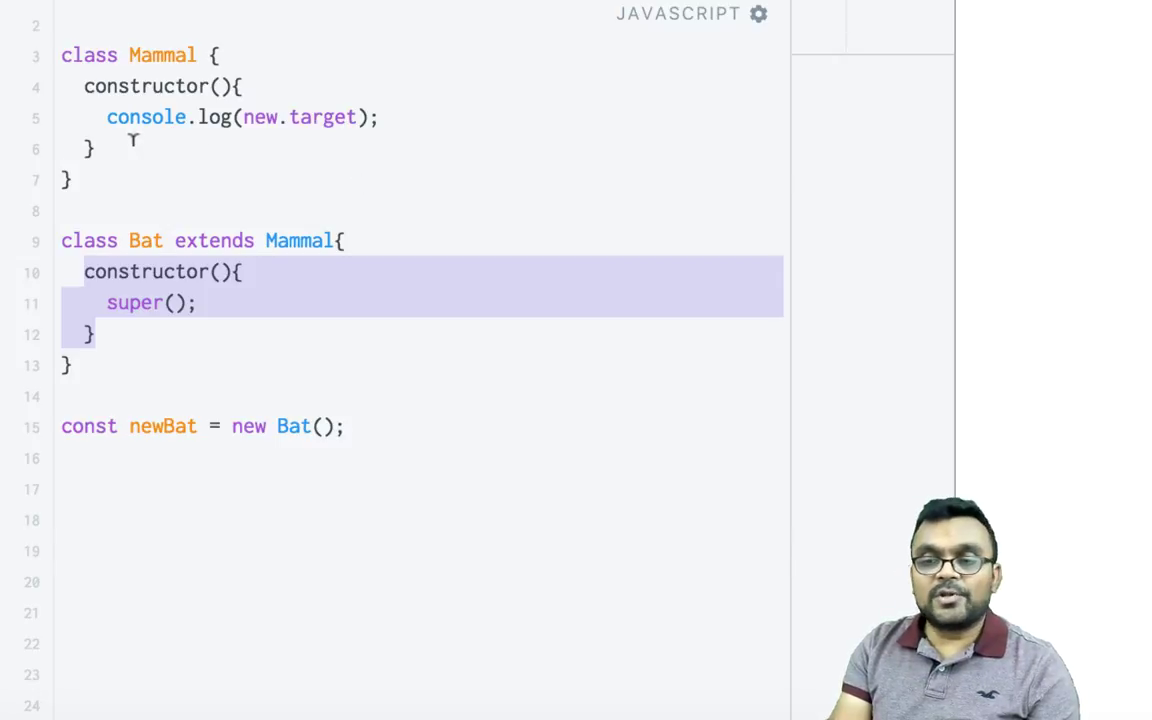 JAVASCRIPT
2
3 class Mammal {
4 constructor(){
5 console.log(new.target);
6 }
7 }
8
9 class Bat extends Mammal{
10 constructor(){
11 super();
12 }
13 }
14
15 const newBat = new Bat();
16
17
18
19
20
21
22
23
24